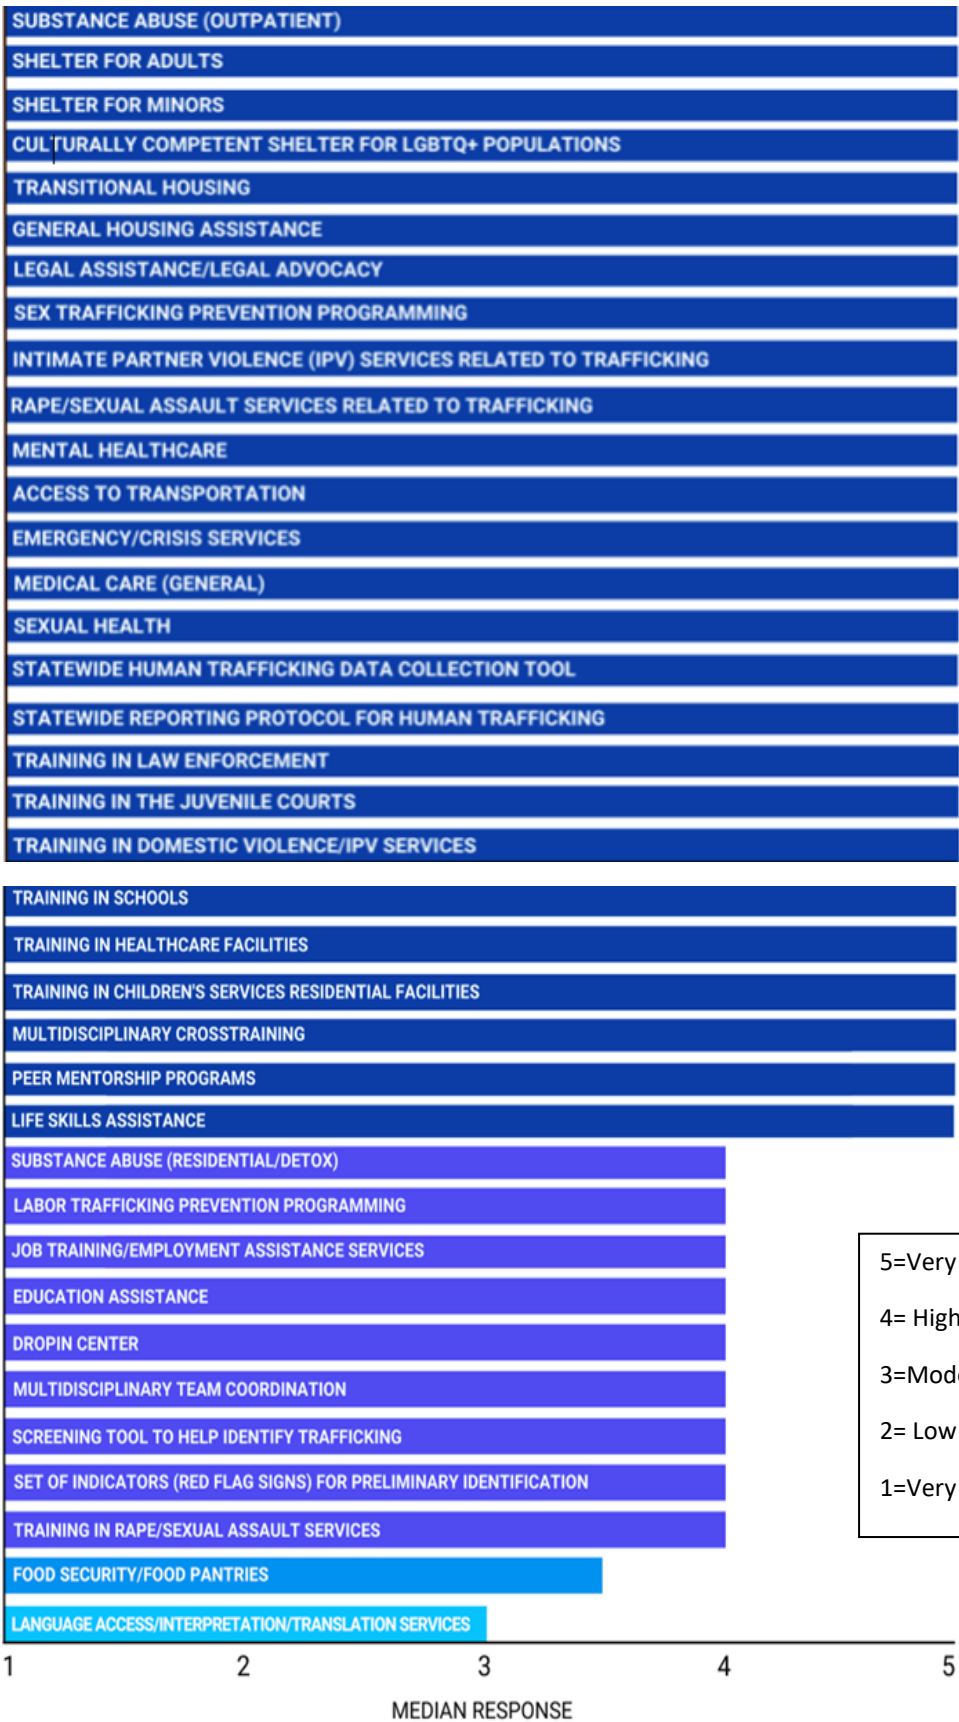 SUBSTANCE ABUSE (OUTPATIENT)
SHELTER FOR ADULTS
SHELTER FOR MINORS
CULTURALLY COMPETENT SHELTER FOR LGBTQ+ POPULATIONS
TRANSITIONAL HOUSING
GENERAL HOUSING ASSISTANCE
LEGAL ASSISTANCE/LEGAL ADVOCACY
SEX TRAFFICKING PREVENTION PROGRAMMING
INTIMATE PARTNER VIOLENCE (IPV) SERVICES RELATED TO TRAFFICKING
RAPE/SEXUAL ASSAULT SERVICES RELATED TO TRAFFICKING
MENTAL HEALTHCARE
ACCESS TO TRANSPORTATION
EMERGENCY/CRISIS SERVICES
MEDICAL CARE (GENERAL)
SEXUAL HEALTH
STATEWIDE HUMAN TRAFFICKING DATA COLLECTION TOOL
STATEWIDE REPORTING PROTOCOL FOR HUMAN TRAFFICKING
TRAINING IN LAW ENFORCEMENT
TRAINING IN THE JUVENILE COURTS
TRAINING IN DOMESTIC VIOLENCE/IPV SERVICES
TRAINING IN SCHOOLS
TRAINING IN HEALTHCARE FACILITIES
TRAINING IN CHILDREN'S SERVICES RESIDENTIAL FACILITIES
MULTIDISCIPLINARY CROSSTRAINING
PEER MENTORSHIP PROGRAMS
LIFE SKILLS ASSISTANCE
SUBSTANCE ABUSE (RESIDENTIAL/DETOX)
LABOR TRAFFICKING PREVENTION PROGRAMMING
JOB TRAINING/EMPLOYMENT ASSISTANCE SERVICES
EDUCATION ASSISTANCE
DROPIN CENTER
MULTIDISCIPLINARY TEAM COORDINATION
SCREENING TOOL TO HELP IDENTIFY TRAFFICKING
SET OF INDICATORS (RED FLAG SIGNS) FOR PRELIMINARY IDENTIFICATION
TRAINING IN RAPE/SEXUAL ASSAULT SERVICES
FOOD SECURITY/FOOD PANTRIES
LANGUAGE ACCESS/INTERPRETATION/TRANSLATION SERVICES
5=Very
4= High
3=Mod
2= Low
1=Very
1 2 3 4 5
MEDIAN RESPONSE